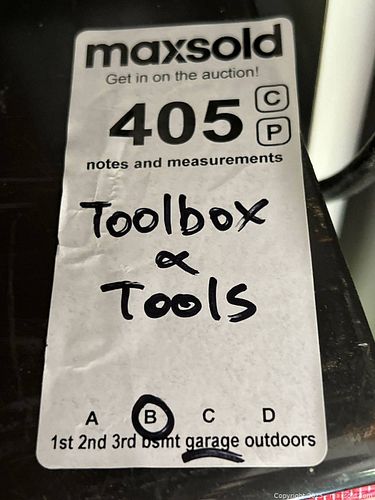 maxsold
Get in on the auction!
405 C
P
notes and measurements
Toolbox
&
Tools
A B C D
1st 2nd 3rd bsmt garage outdoors